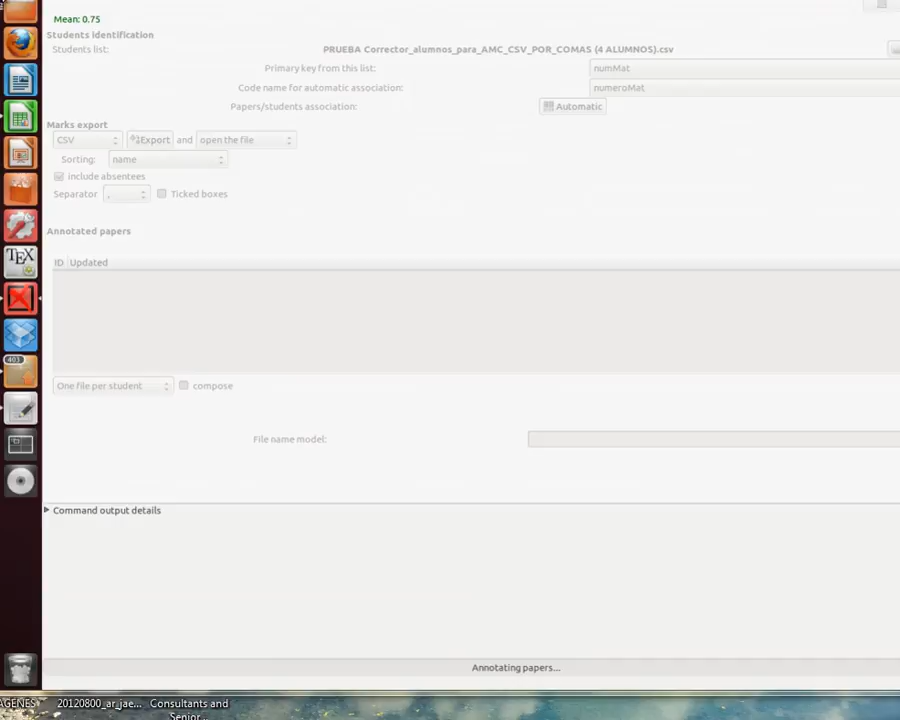 Mean: 0.75
Students identification
Students list: PRUEBA Corrector_alumnos_para_AMC_CSV_POR_COMAS (4 ALUMNOS).csv
Primary key from this list: numMat
Code name for automatic association: numeroMat
Papers/students association: Automatic
Marks export
CSV Export and open the file
Sorting: name
include absentees
Separator , Ticked boxes
Annotated papers
ID Updated
One file per student compose
File name model:
Command output details
Annotating papers...
TEX
403
AGENES 20120800_ar_jae... Consultants and
Senior...